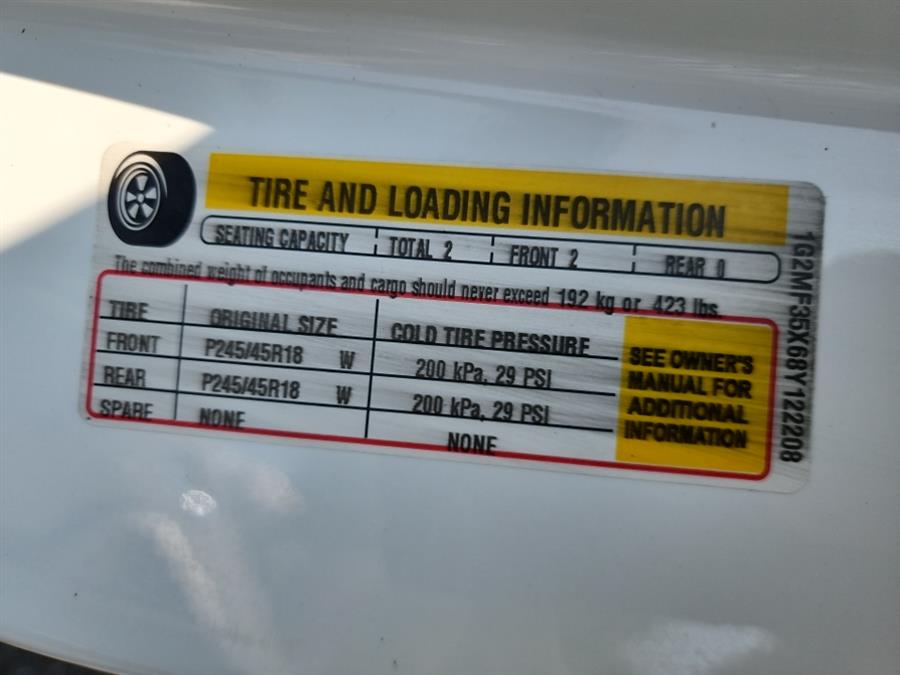 TIRE AND LOADING INFORMATION
SEATING CAPACITY TOTAL 2 FRONT 2 REAR 0
The combined weight of occupants and cargo should never exceed 192 kg or 423 lbs.
TIRE ORIGINAL SIZE COLD TIRE PRESSURE
FRONT P245/45R18 W 200 kPa, 29 PSI
REAR P245/45R18 W 200 kPa, 29 PSI
SPARE NONE NONE
SEE OWNER'S
MANUAL FOR
ADDITIONAL
INFORMATION
1G2MF35X68Y122208